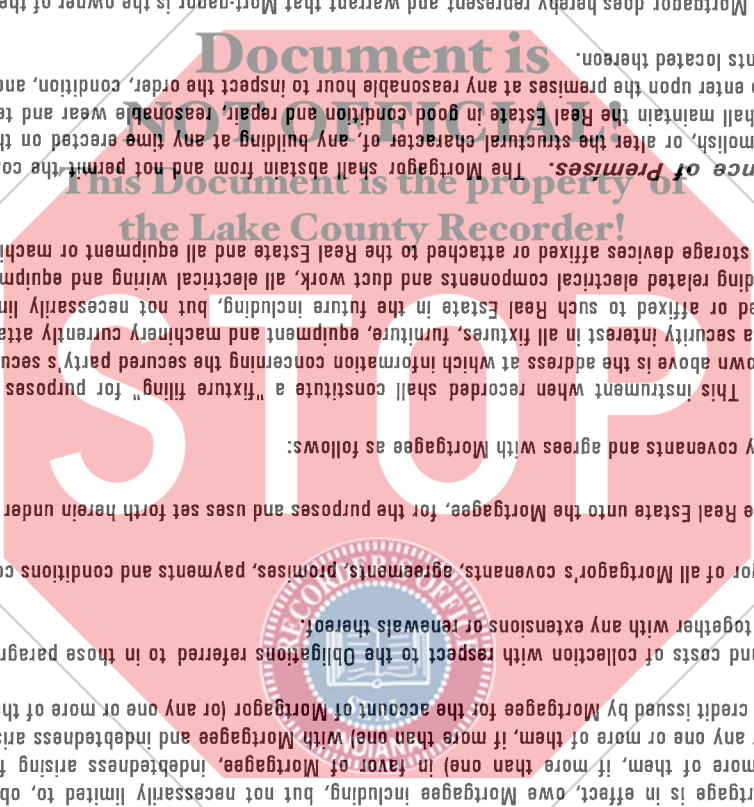 Document is
NOT OFFICIAL!
This Document is the property of
the Lake County Recorder!
STOP
RECORDER'S OFFICE
INDIANA
rtgage is in effect, owe Mortgagee including, but not necessarily limited to, ob
more of them, if more than one) in favor of Mortgagee, indebtedness arising f
any one or more of them, if more than one) with Mortgagee and indebtedness aris
credit issued by Mortgagee for the account of Mortgagor (or any one or more of th
nd costs of collection with respect to the Obligations referred to in those paragr
together with any extensions or renewals thereof.
or of all Mortgagor's covenants, agreements, promises, payments and conditions co
e Real Estate unto the Mortgagee, for the purposes and uses set forth herein under
y covenants and agrees with Mortgagee as follows:
This instrument when recorded shall constitute a "fixture filing" for purposes
own above is the address at which information concerning the secured party's secu
a security interest in all fixtures, furniture, equipment and machinery currently atta
ed or affixed to such Real Estate in the future including, but not necessarily lin
ding related electrical components and duct work, all electrical wiring and equipm
storage devices affixed or attached to the Real Estate and all equipment or machi
nce of Premises. The Mortgagor shall abstain from and not permit the co
molish, or alter the structural character of, any building at any time erected on th
hall maintain the Real Estate in good condition and repair, reasonable wear and te
o enter upon the premises at any reasonable hour to inspect the order, condition, and
nts located thereon.
Mortgagor does hereby represent and warrant that Mort-gagor is the owner of the